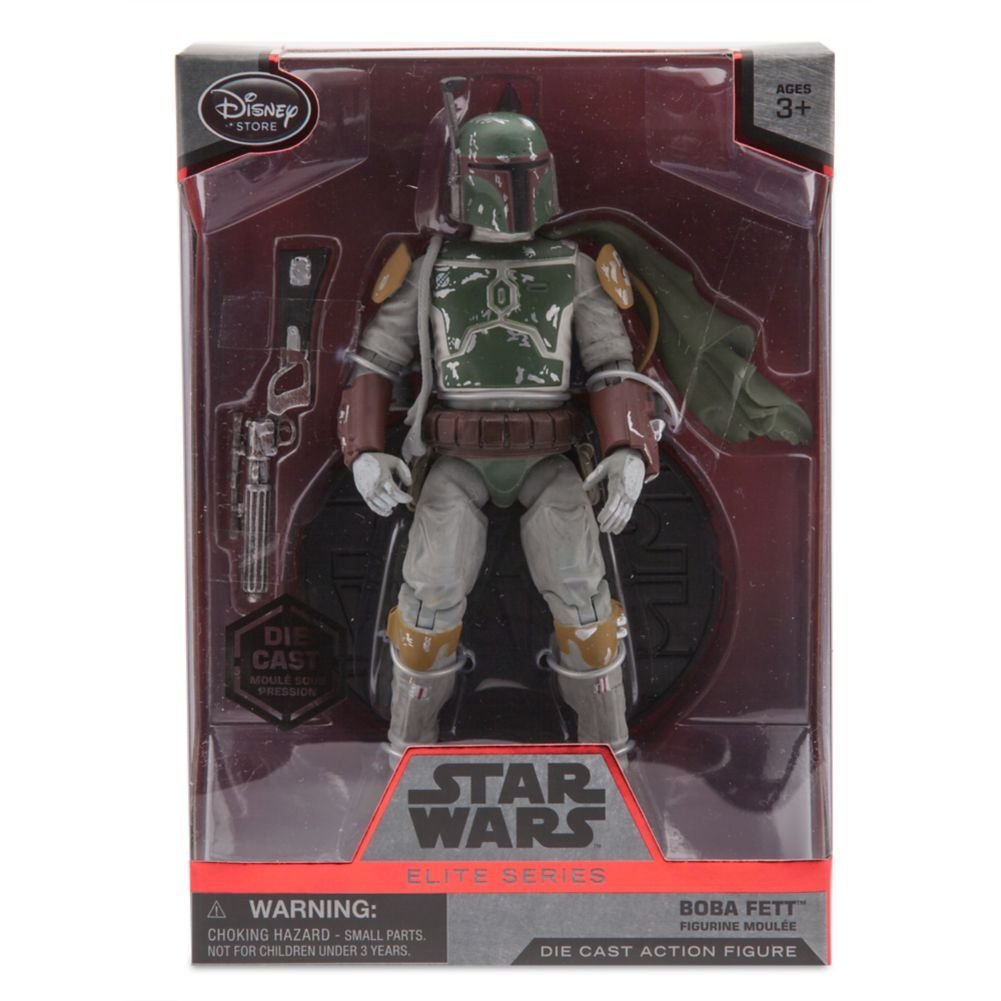 Disney
STORE
AGES
3+
DIE
CAST
MOULÉ SOUS
PRESSION
STAR
WARS™
ELITE SERIES
⚠ WARNING:
CHOKING HAZARD - SMALL PARTS.
NOT FOR CHILDREN UNDER 3 YEARS.
BOBA FETT™
FIGURINE MOULÉE
DIE CAST ACTION FIGURE